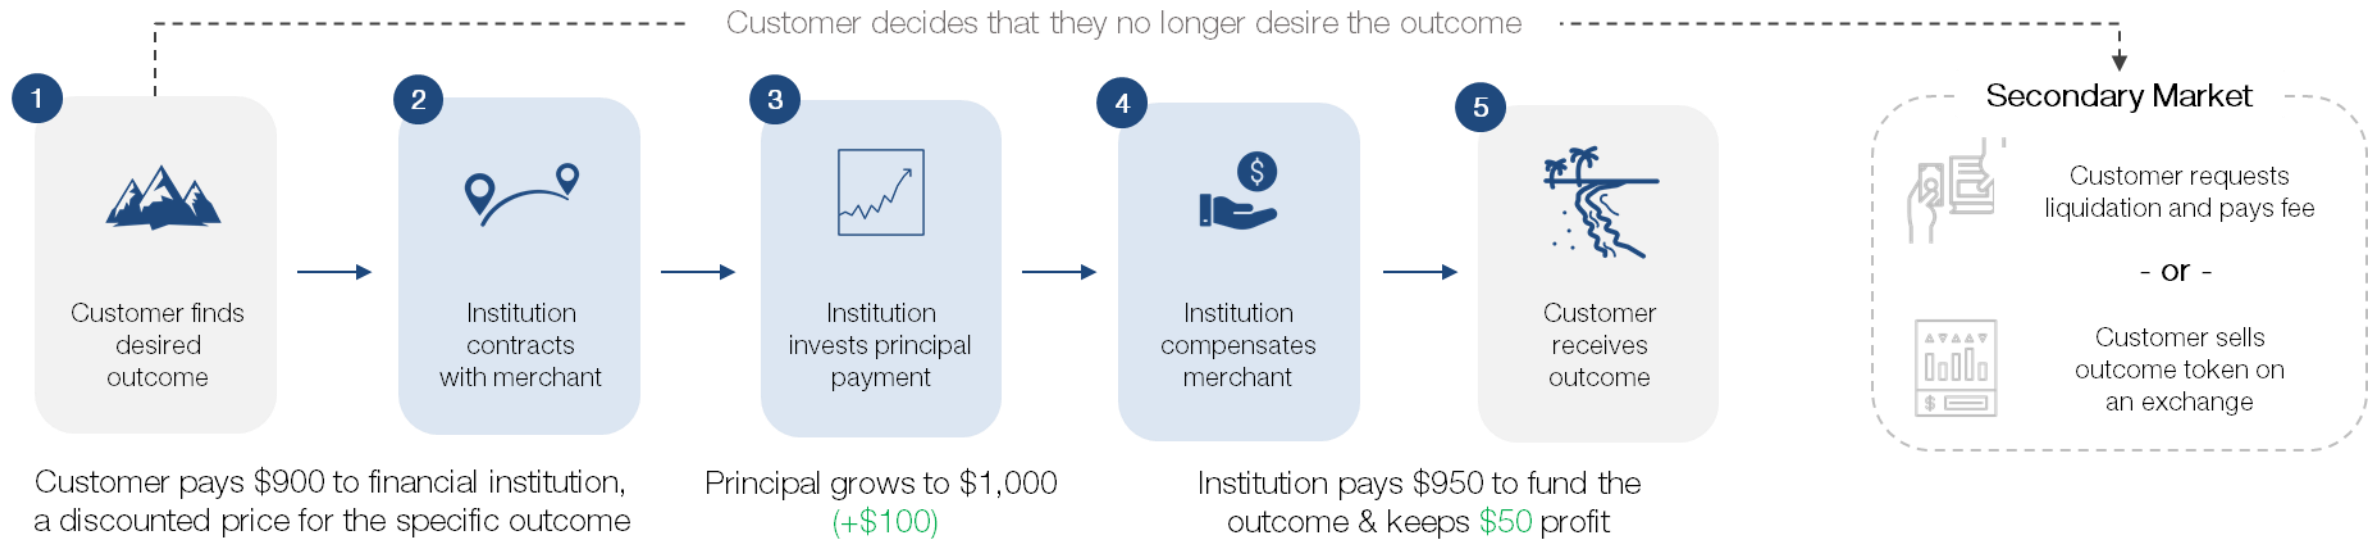 Customer decides that they no longer desire the outcome
1
Customer finds
desired
outcome
2
Institution
contracts
with merchant
3
Institution
invests principal
payment
4
$
Institution
compensates
merchant
5
Customer
receives
outcome
Customer pays $900 to financial institution,
a discounted price for the specific outcome
Principal grows to $1,000
(+$100)
Institution pays $950 to fund the
outcome & keeps $50 profit
Secondary Market
Customer requests
liquidation and pays fee
- or -
$
Customer sells
outcome token on
an exchange